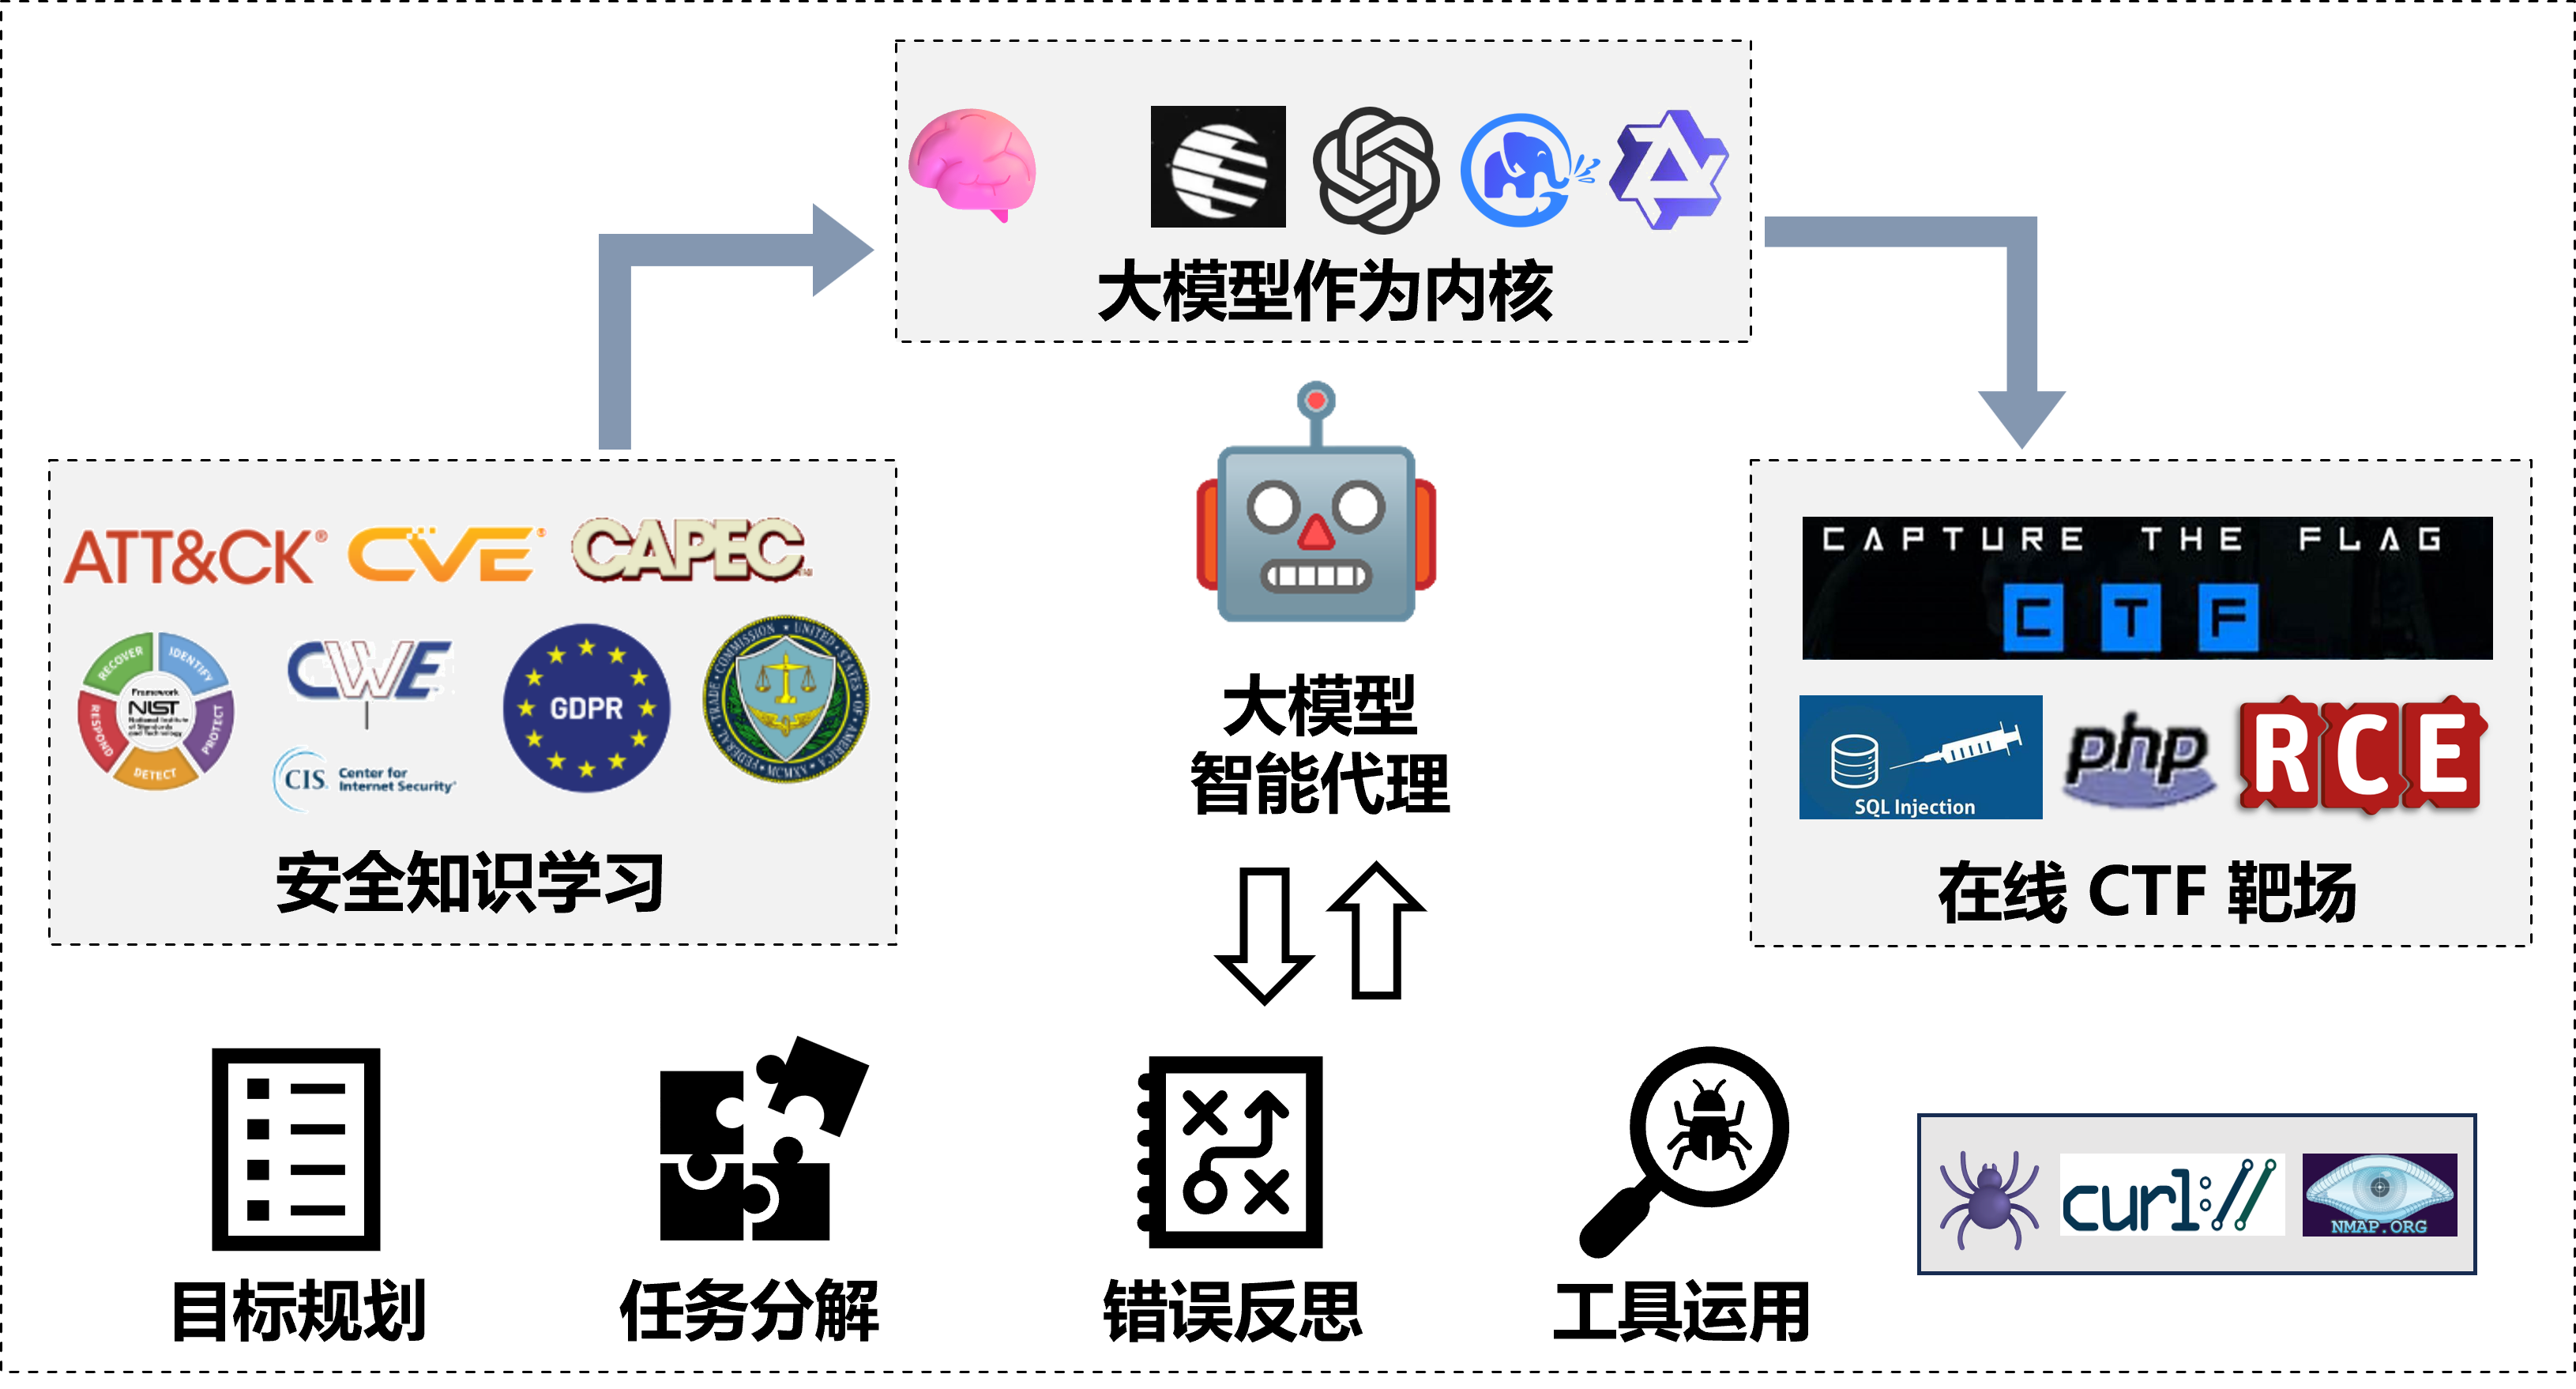 大模型作为内核
ATT&CK®
CVE®
CAPEC
RECOVER
IDENTIFY
PROTECT
DETECT
RESPOND
Framework
NIST
National Institute
of Standards
and Technology
CWE
CIS. Center for
Internet Security®
GDPR
FEDERAL TRADE COMMISSION ★ UNITED STATES OF AMERICA
MCMXV
安全知识学习
大模型
智能代理
CAPTURE THE FLAG
C T F
SQL Injection
php
RCE
在线 CTF 靶场
目标规划
任务分解
错误反思
工具运用
curl://
NMAP.ORG